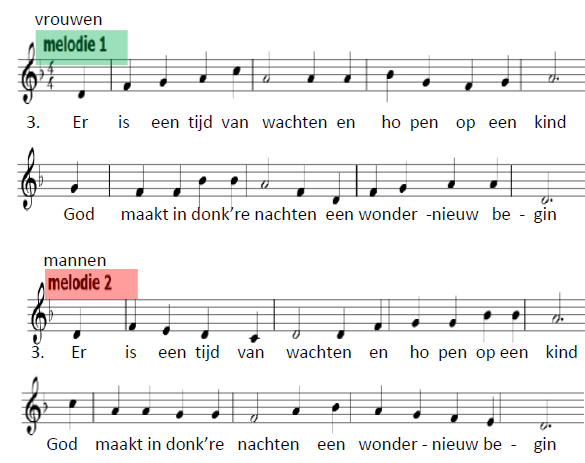 vrouwen
melodie 1
4
4
3. Er is een tijd van wachten en ho pen op een kind
God maakt in donk're nachten een wonder -nieuw be - gin
mannen
melodie 2
3. Er is een tijd van wachten en ho pen op een kind
God maakt in donk're nachten een wonder - nieuw be - gin